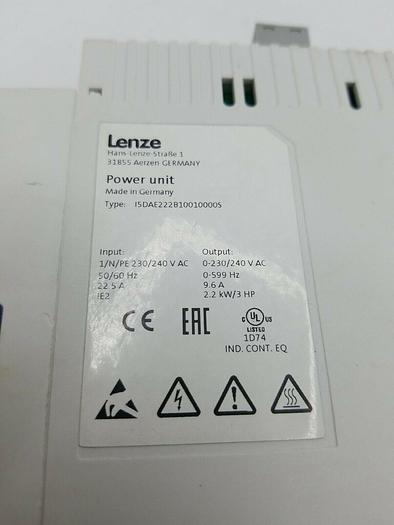 Lenze
Hans-Lenze-Straße 1
31855 Aerzen GERMANY
Power unit
Made in Germany
Type: I5DAE222B10010000S
Input: Output:
1/N/PE 230/240 V AC 0-230/240 V AC
50/60 Hz 0-599 Hz
22.5 A 9.6 A
IE2 2.2 kW/3 HP
CE EAC c UL US
LISTED
1D74
IND. CONT. EQ